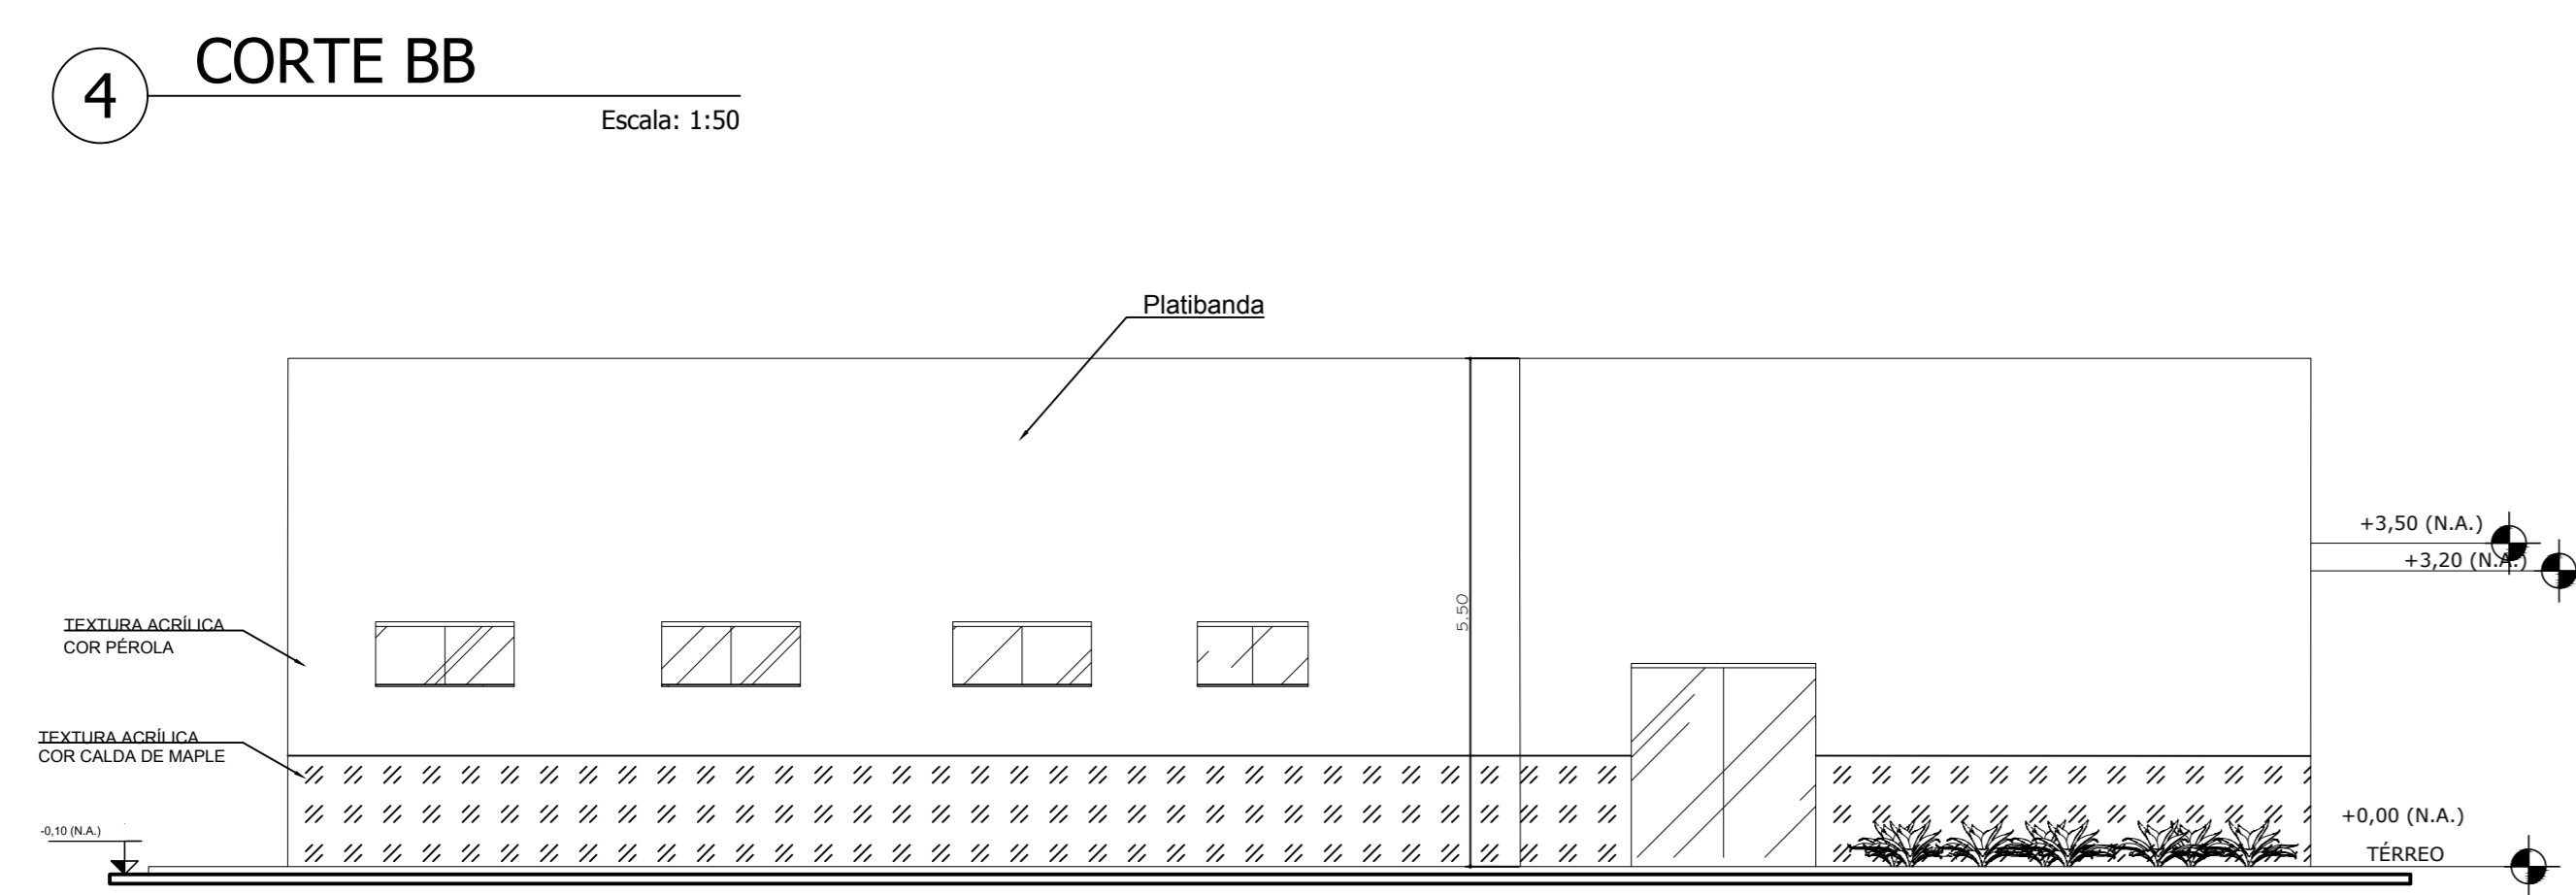 4
CORTE BB
Escala: 1:50
Platibanda
+3,50 (N.A.)
+3,20 (N.A.)
5,50
TEXTURA ACRÍLICA
COR PÉROLA
TEXTURA ACRÍLICA
COR CALDA DE MAPLE
-0,10 (N.A.)
+0,00 (N.A.)
TÉRREO